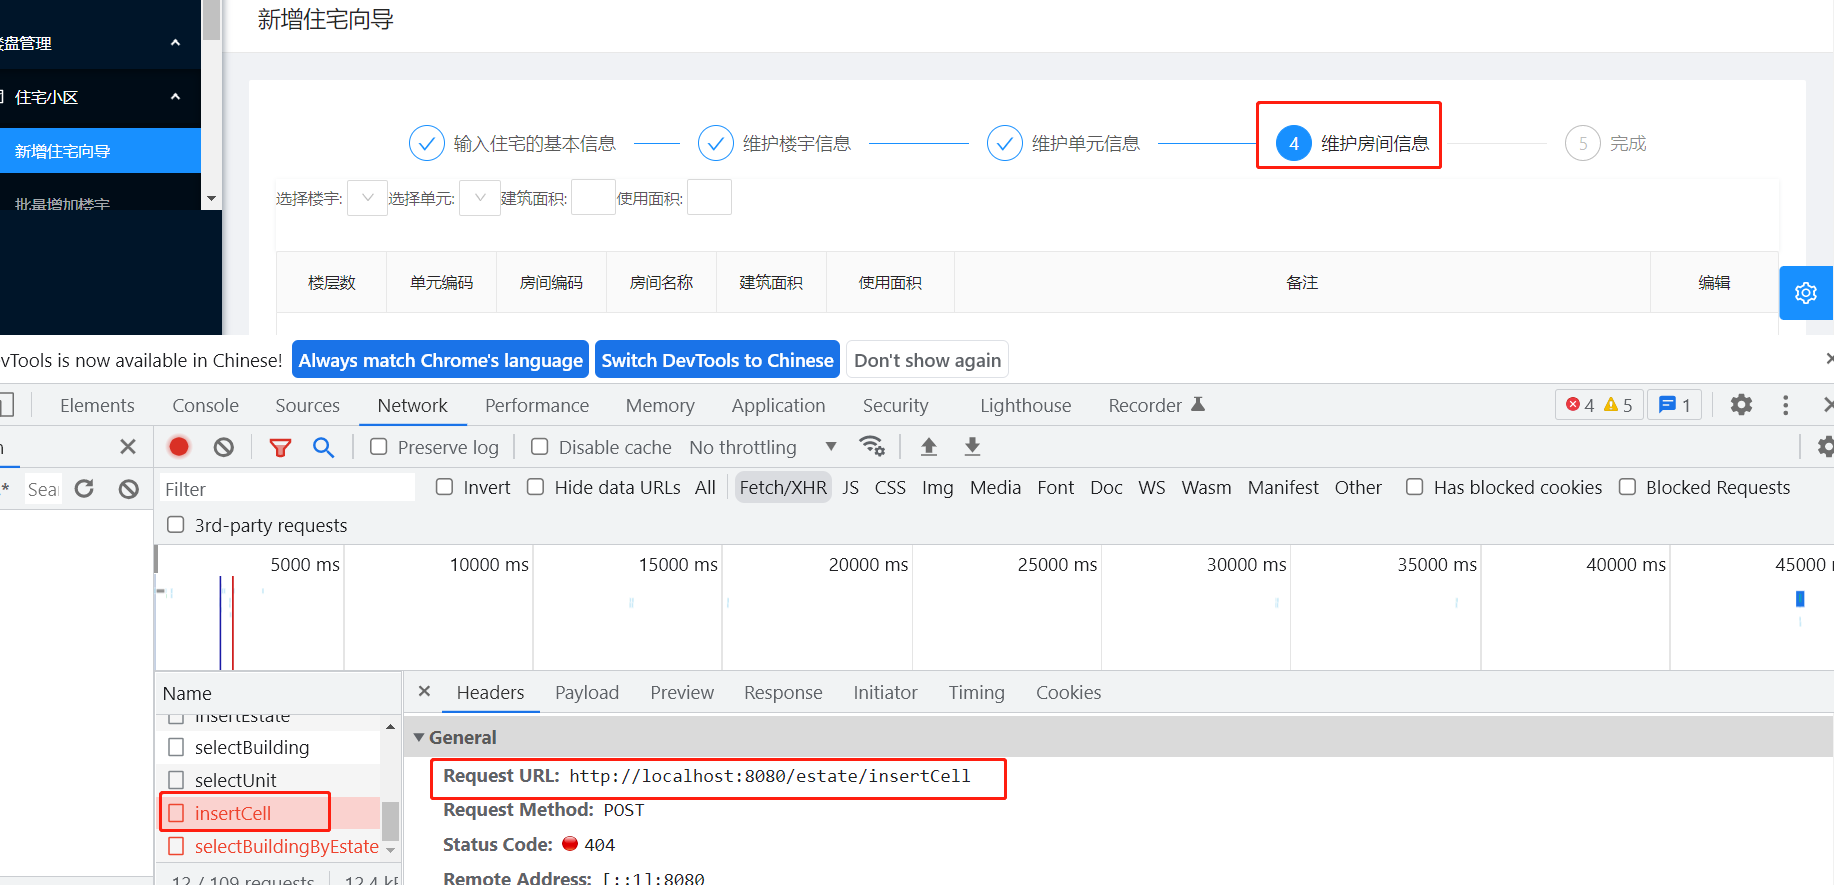 新增住宅向导
楼盘管理
住宅小区
新增住宅向导
批量增加楼宇
输入住宅的基本信息
维护楼宇信息
维护单元信息
4 维护房间信息
5 完成
选择楼宇: 选择单元: 建筑面积: 使用面积:
楼层数 单元编码 房间编码 房间名称 建筑面积 使用面积 备注 编辑
vTools is now available in Chinese! Always match Chrome's language Switch DevTools to Chinese Don't show again
Elements Console Sources Network Performance Memory Application Security Lighthouse Recorder 4 5 1
Preserve log Disable cache No throttling
.* Sear
Filter Invert Hide data URLs All Fetch/XHR JS CSS Img Media Font Doc WS Wasm Manifest Other Has blocked cookies Blocked Requests
3rd-party requests
5000 ms 10000 ms 15000 ms 20000 ms 25000 ms 30000 ms 35000 ms 40000 ms 45000 m
Name
insertEstate
selectBuilding
selectUnit
insertCell
selectBuildingByEstate
12 / 109 requests 12.4 kB
Headers Payload Preview Response Initiator Timing Cookies
General
Request URL: http://localhost:8080/estate/insertCell
Request Method: POST
Status Code: 404
Remote Address: [::1]:8080